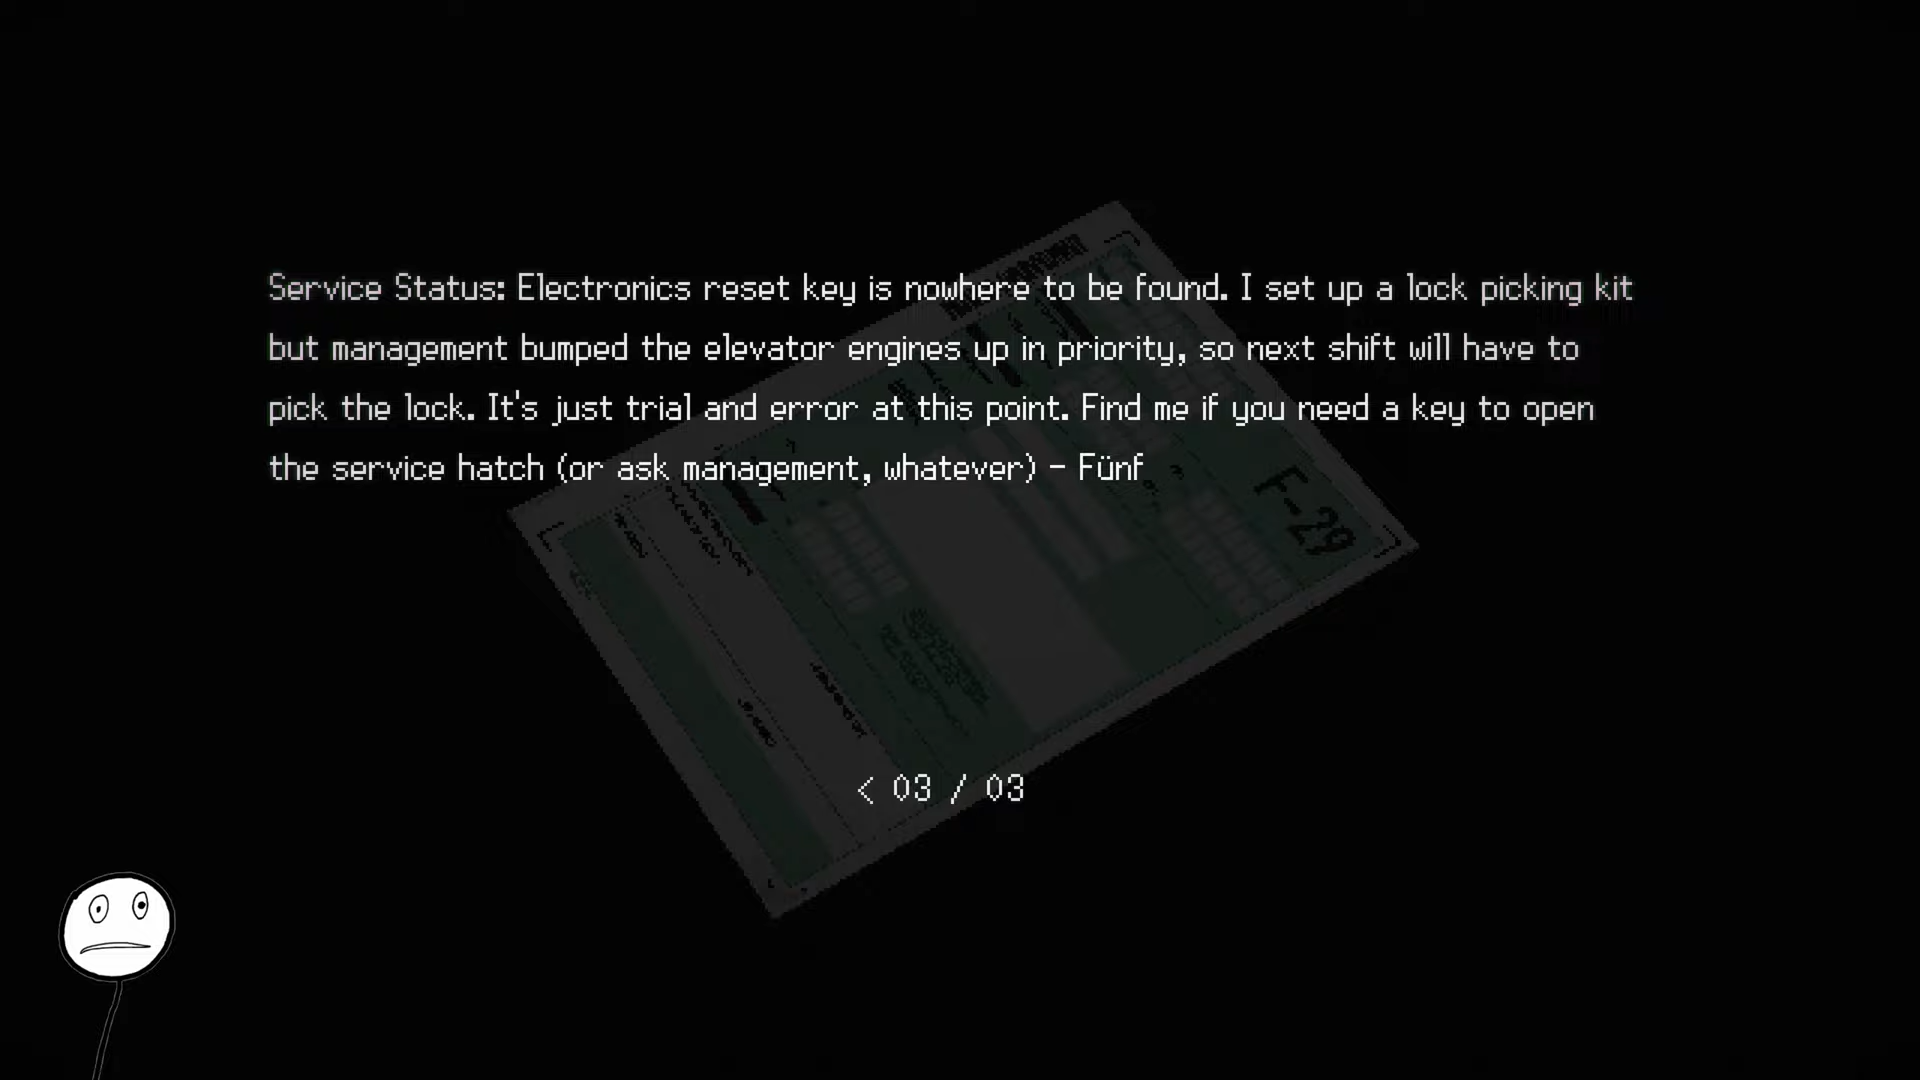 Service Status: Electronics reset key is nowhere to be found. I set up a lock picking kit
but management bumped the elevator engines up in priority, so next shift will have to
pick the lock. It's just trial and error at this point. Find me if you need a key to open
the service hatch (or ask management, whatever) - Fünf
F-29
< 03 / 03